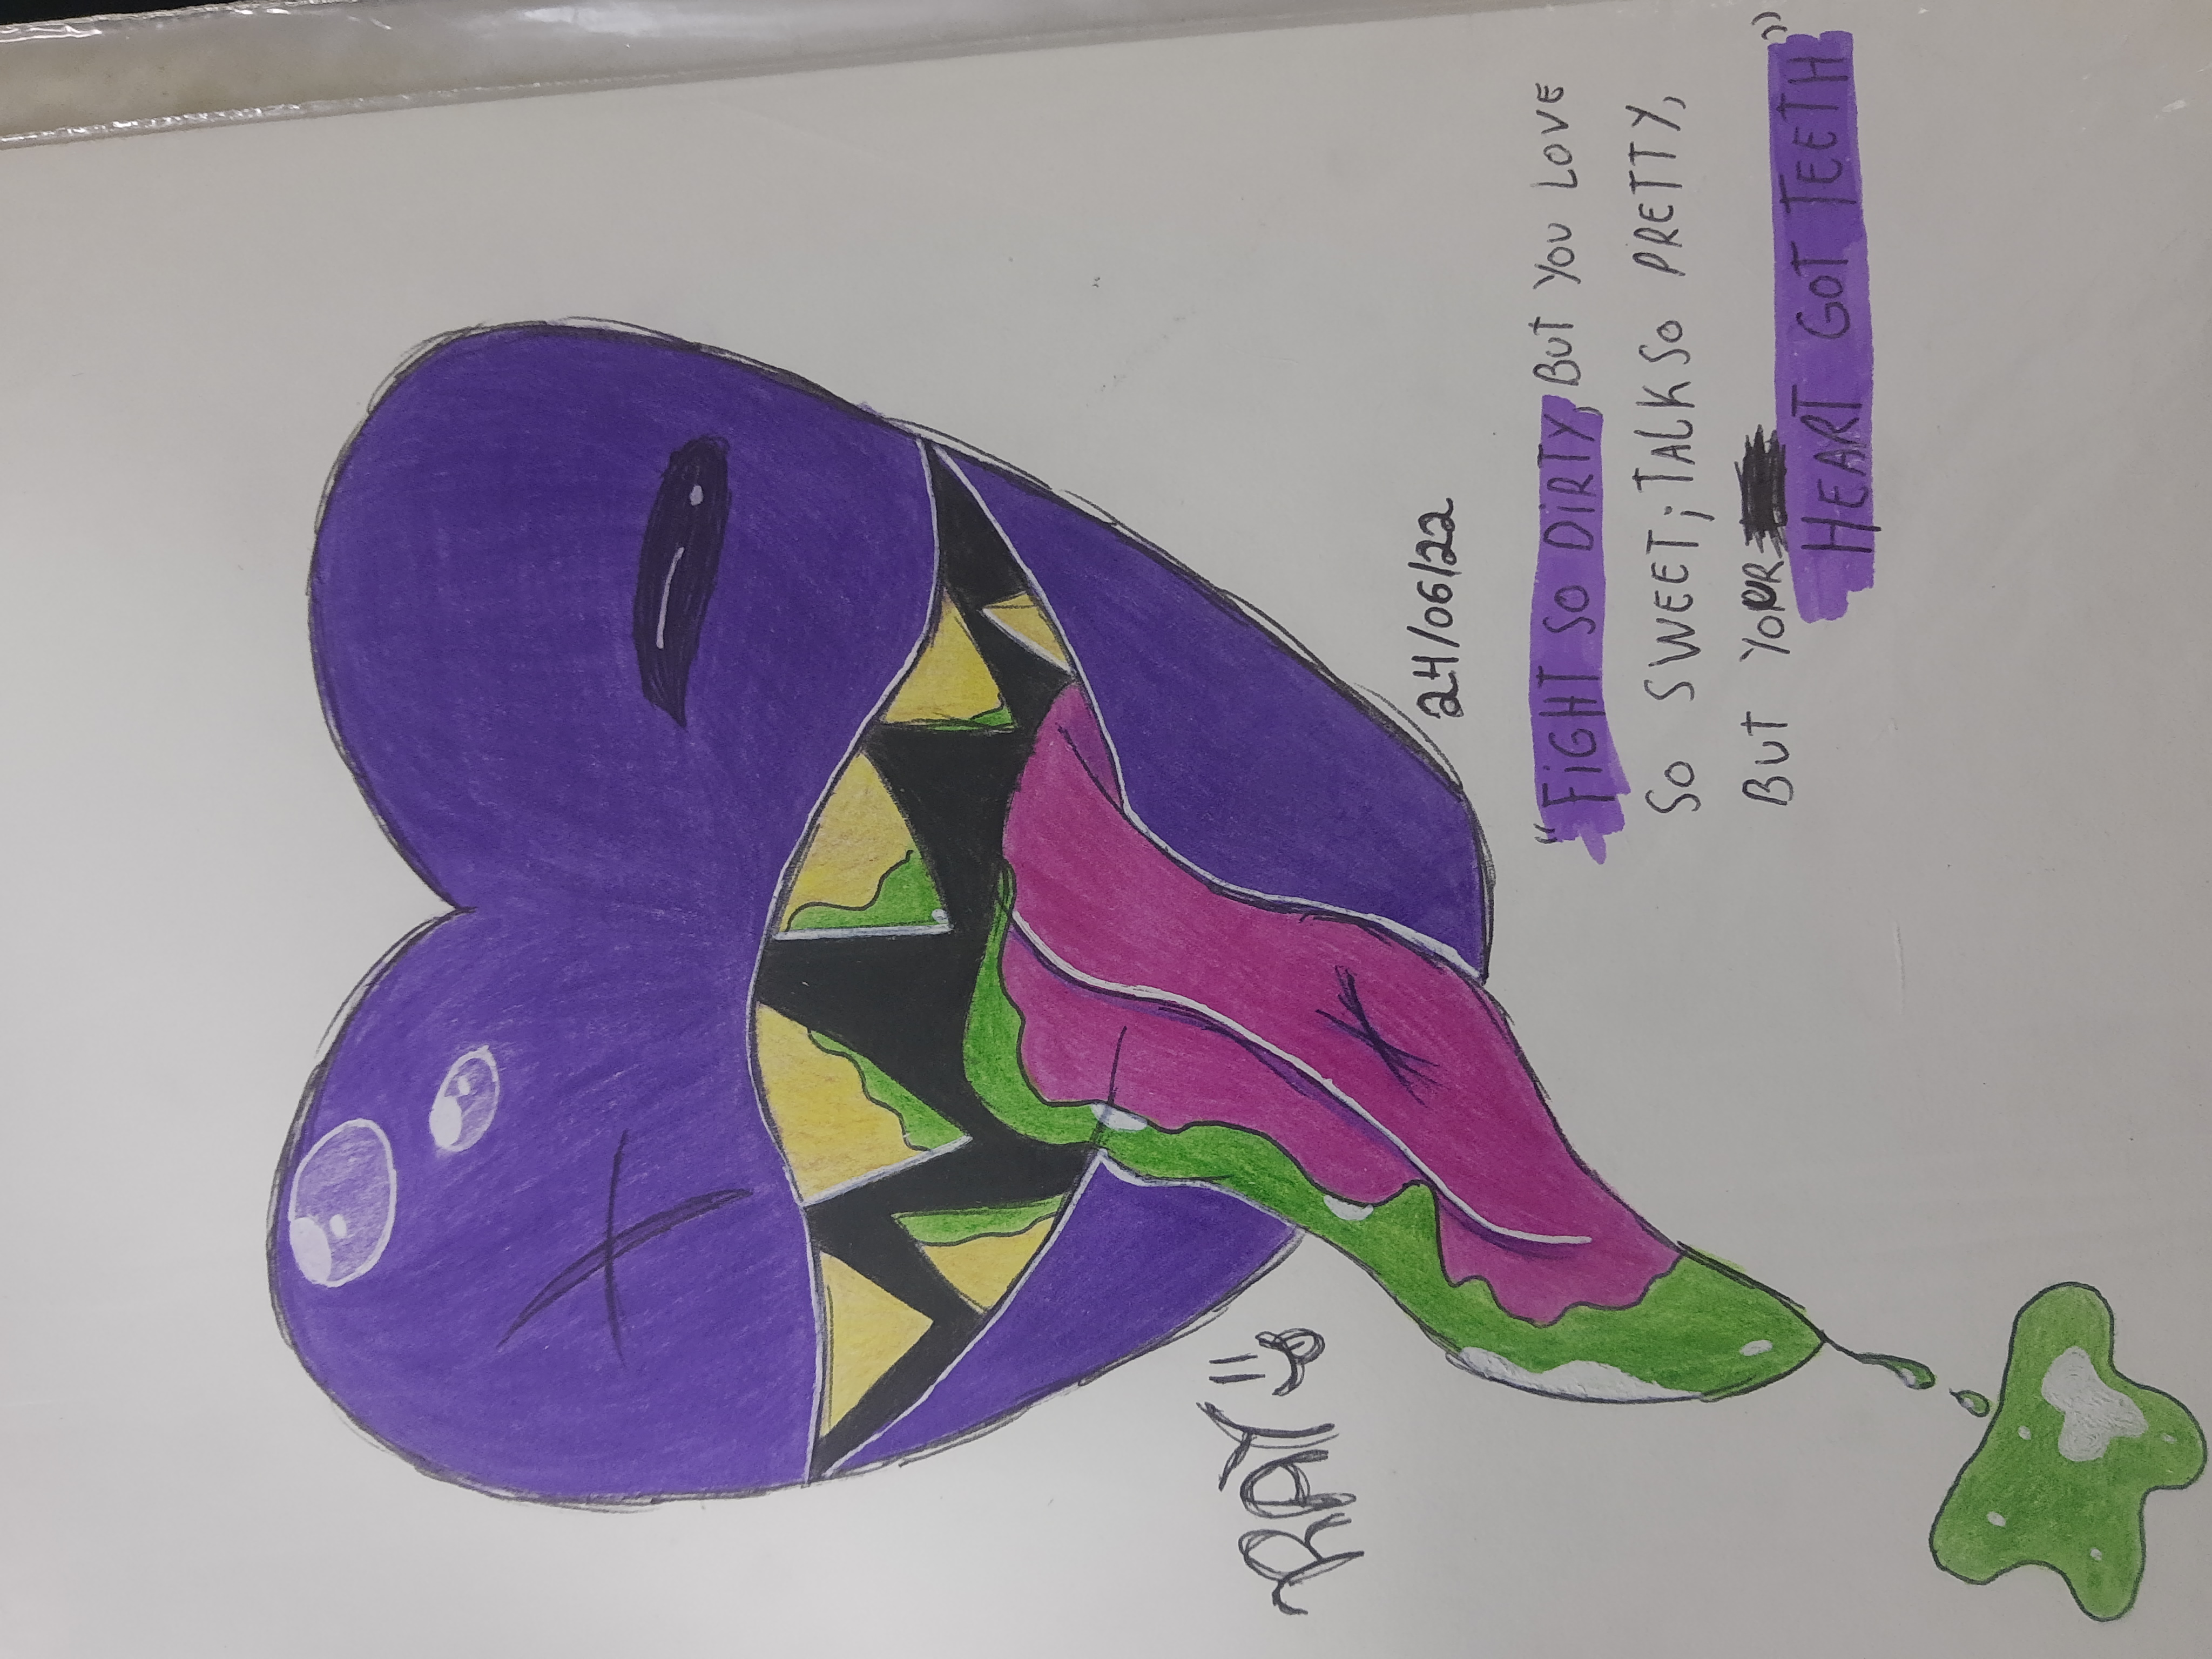 RAY
24/06/22
"FiGHT SO DiRTY, BUT YOU LOVE
SO SWEET; TALK SO PRETTY,
BUT YOUR
HEART GOT TEETH"